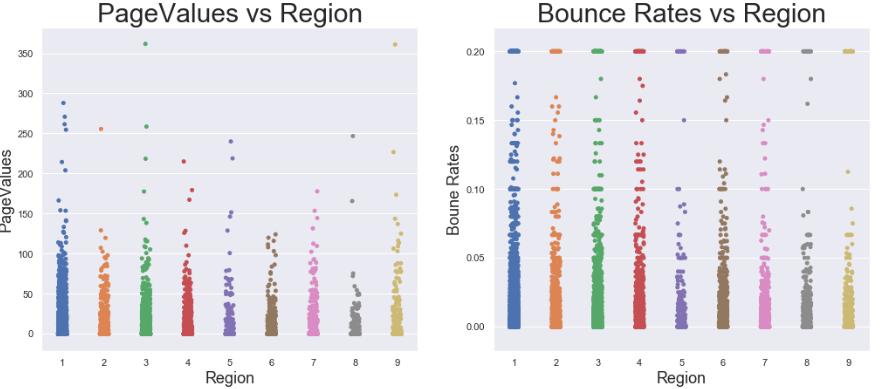 PageValues vs Region
PageValues
350
300
250
200
150
100
50
0
1 2 3 4 5 6 7 8 9
Region
Bounce Rates vs Region
Boune Rates
0.20
0.15
0.10
0.05
0.00
1 2 3 4 5 6 7 8 9
Region